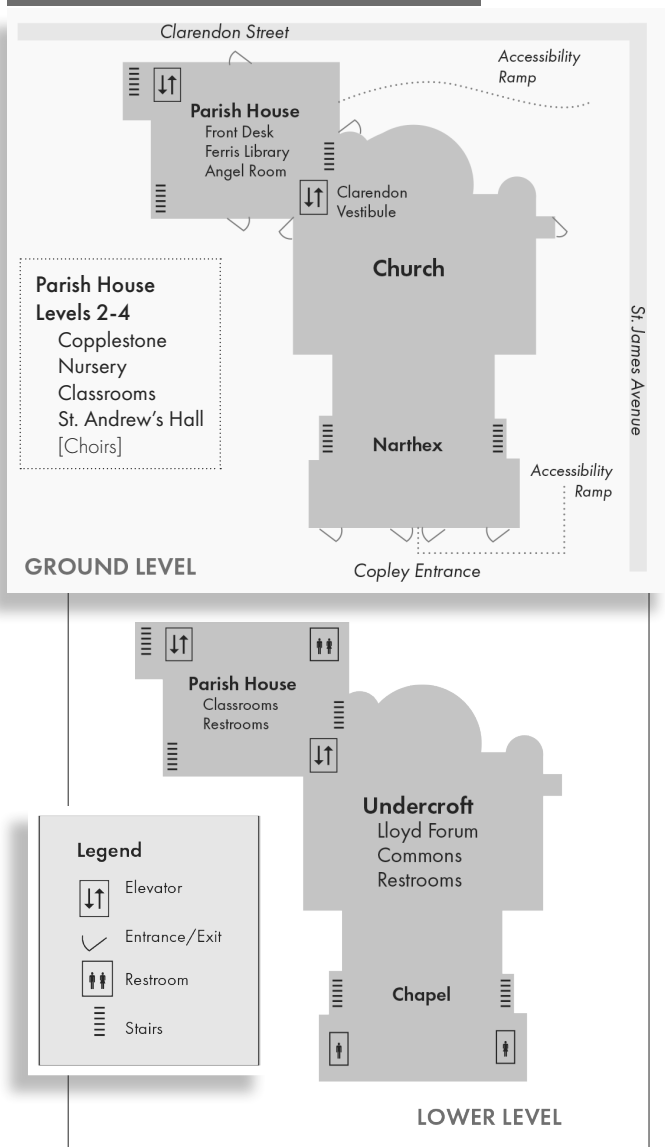 Clarendon Street
Accessibility
Ramp
Parish House
Front Desk
Ferris Library
Angel Room
Clarendon
Vestibule
Church
Parish House
Levels 2-4
Copplestone
Nursery
Classrooms
St. Andrew's Hall
[Choirs]
St. James Avenue
Narthex
Accessibility
Ramp
GROUND LEVEL
Copley Entrance
Parish House
Classrooms
Restrooms
Undercroft
Lloyd Forum
Commons
Restrooms
Legend
Elevator
Entrance/Exit
Restroom
Stairs
Chapel
LOWER LEVEL